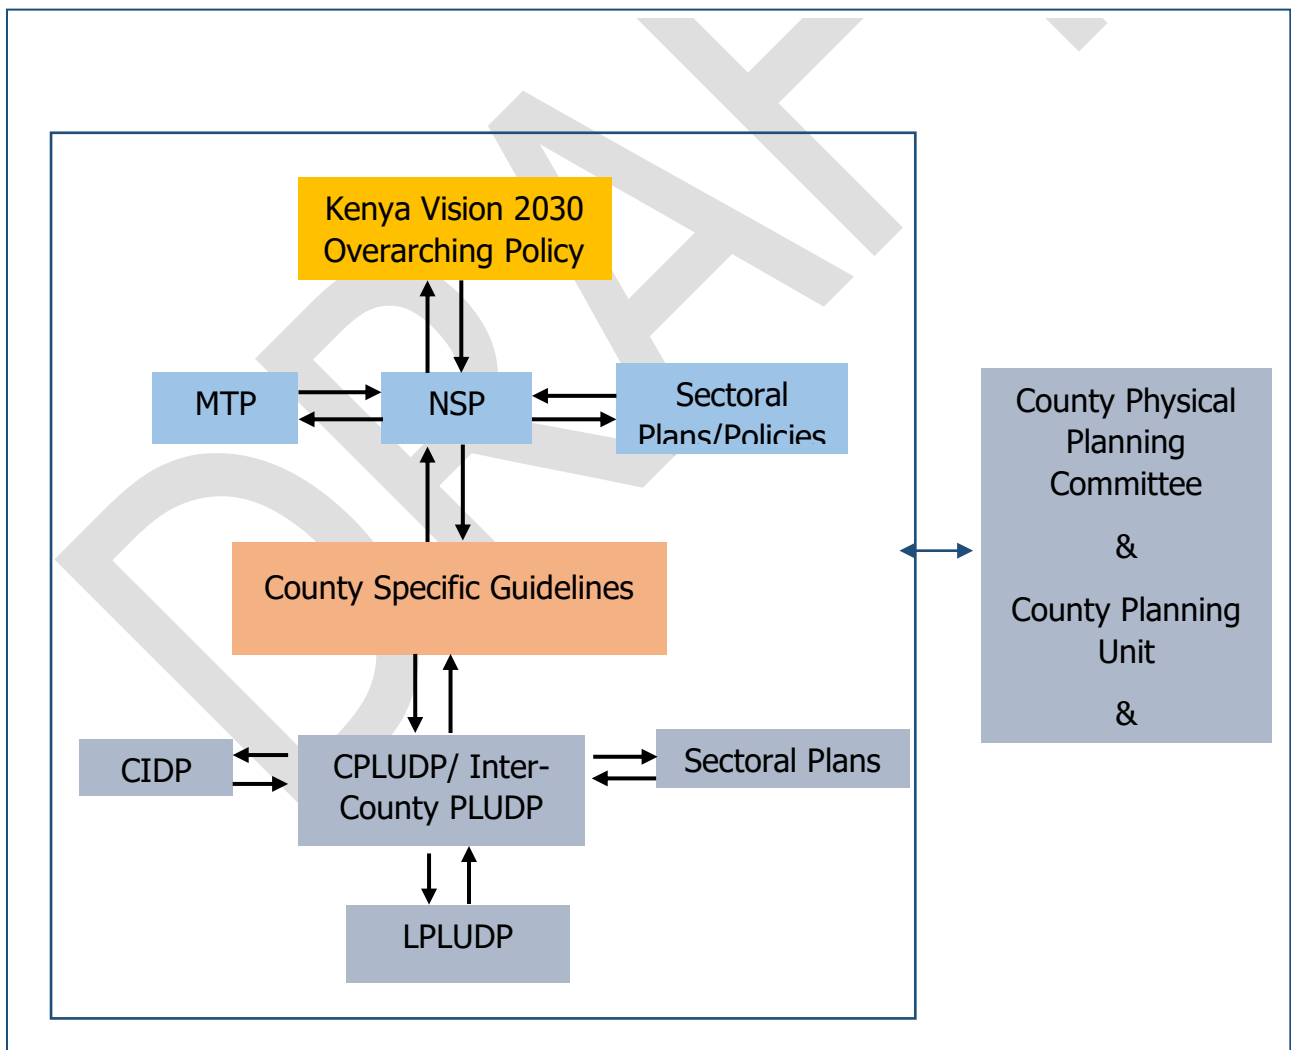 Kenya Vision 2030
Overarching Policy
MTP
NSP
Sectoral
Plans/Policies
County Specific Guidelines
CIDP
CPLUDP/ Inter-
County PLUDP
Sectoral Plans
LPLUDP
County Physical
Planning
Committee
&
County Planning
Unit
&
DRAF